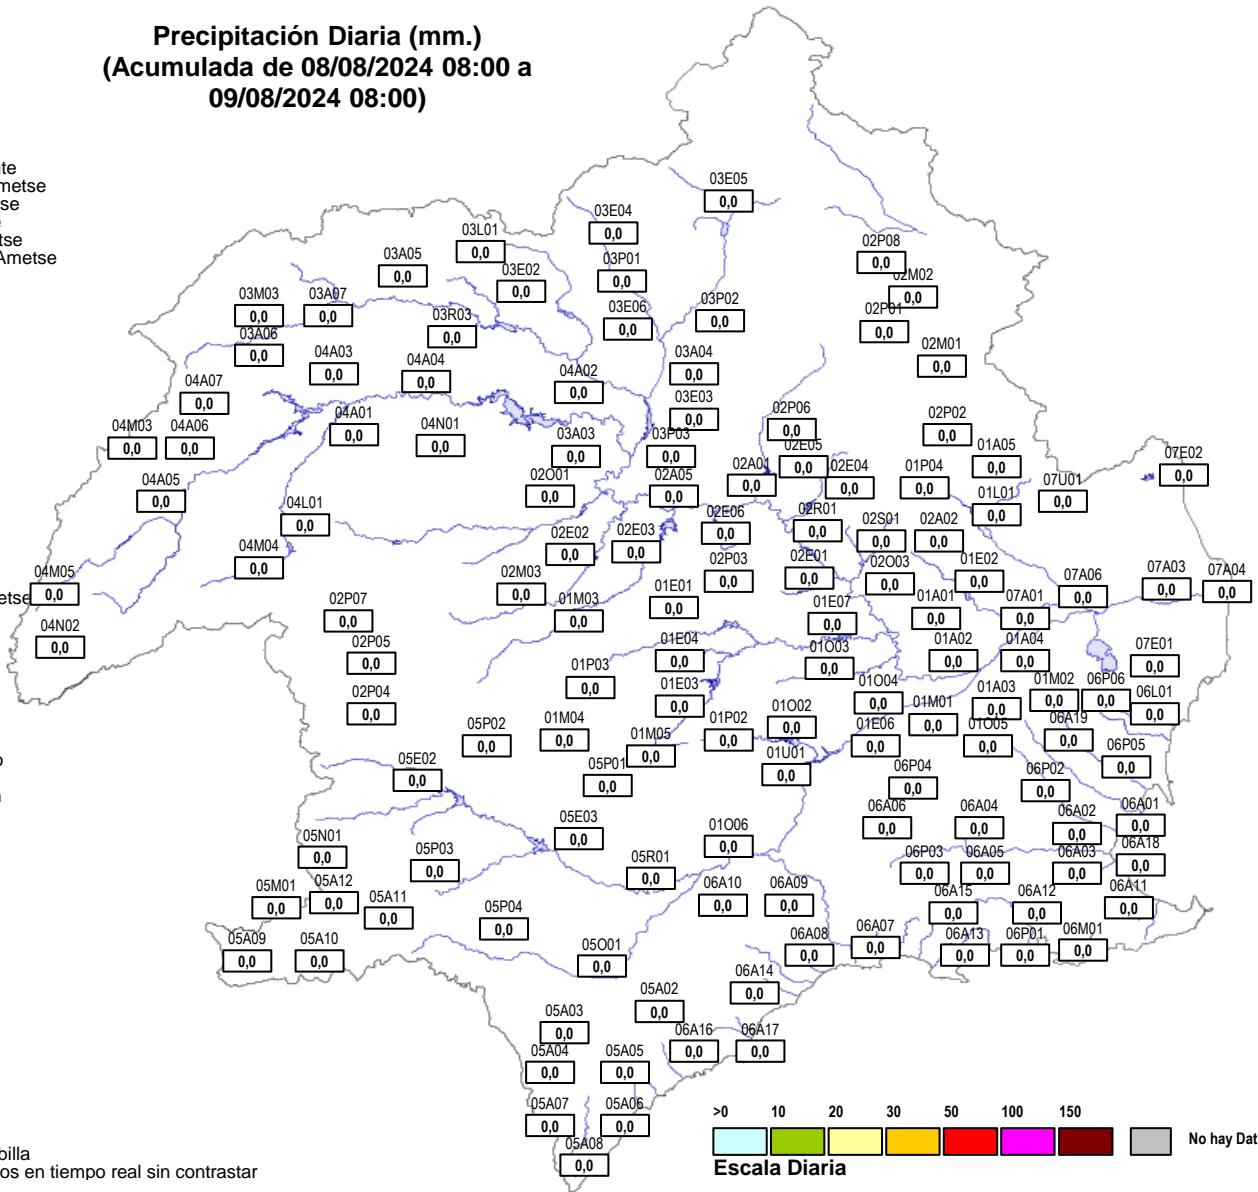 Precipitación Diaria (mm.)
(Acumulada de 08/08/2024 08:00 a
09/08/2024 08:00)
03E05
0,0
03E04
0,0
03L01
0,0
03A05
0,0
03P01
0,0
03E02
0,0
02P08
0,0
02M02
0,0
03M03
0,0
03A07
0,0
03R03
0,0
03E06
0,0
03P02
0,0
02P01
0,0
03A06
0,0
04A03
0,0
04A04
0,0
04A02
0,0
03A04
0,0
02M01
0,0
04A07
0,0
03E03
0,0
04M03
0,0
04A06
0,0
04A01
0,0
04N01
0,0
03A03
0,0
03P03
0,0
02P06
0,0
02E05
0,0
02P02
0,0
01A05
0,0
07E02
0,0
04A05
0,0
02O01
0,0
02A05
0,0
02A01
0,0
02E04
0,0
01P04
0,0
01L01
0,0
07U01
0,0
04L01
0,0
02E06
0,0
02R01
0,0
02S01
0,0
02A02
0,0
04M04
0,0
02E02
0,0
02E03
0,0
02P03
0,0
02E01
0,0
02O03
0,0
01E02
0,0
04M05
0,0
02M03
0,0
01M03
0,0
01E01
0,0
01E07
0,0
01A01
0,0
07A01
0,0
07A06
0,0
07A03
0,0
07A04
0,0
04N02
0,0
02P07
0,0
02P05
0,0
01E04
0,0
01O03
0,0
01A02
0,0
01A04
0,0
07E01
0,0
02P04
0,0
01P03
0,0
01E03
0,0
01O04
0,0
01M01
0,0
01A03
0,0
01M02
0,0
06P06
0,0
06L01
0,0
05P02
0,0
01M04
0,0
01M05
0,0
01P02
0,0
01O02
0,0
01E06
0,0
01O05
0,0
06A19
0,0
06P05
0,0
05E02
0,0
05P01
0,0
01U01
0,0
06P04
0,0
06P02
0,0
05E03
0,0
01O06
0,0
06A06
0,0
06A04
0,0
06A02
0,0
06A01
0,0
05N01
0,0
05P03
0,0
05R01
0,0
06P03
0,0
06A05
0,0
06A03
0,0
06A18
0,0
05M01
0,0
05A12
0,0
05A11
0,0
06A10
0,0
06A09
0,0
06A15
0,0
06A12
0,0
06A11
0,0
05P04
0,0
05A09
0,0
05A10
0,0
05O01
0,0
06A08
0,0
06A07
0,0
06A13
0,0
06P01
0,0
06M01
0,0
06A14
0,0
05A02
0,0
05A03
0,0
06A16
0,0
06A17
0,0
05A04
0,0
05A05
0,0
05A07
0,0
05A06
0,0
05A08
0,0
>0 10 20 30 50 100 150
No hay Dat
Escala Diaria
billa
os en tiempo real sin contrastar